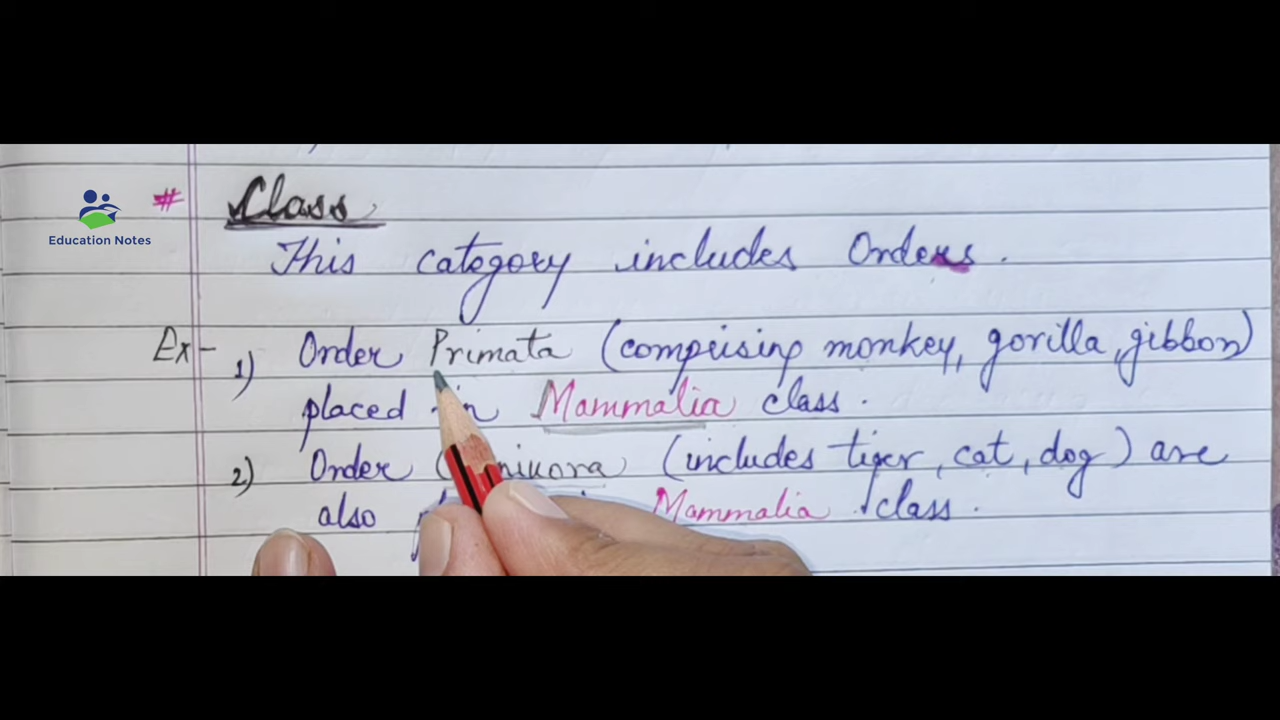 # Class
Education Notes
This category includes Orders.
Ex- 1) Order Primata (comprising monkey, gorilla, gibbon)
placed in Mammalia class.
2) Order (includes tiger, cat, dog) are
also Mammalia class.